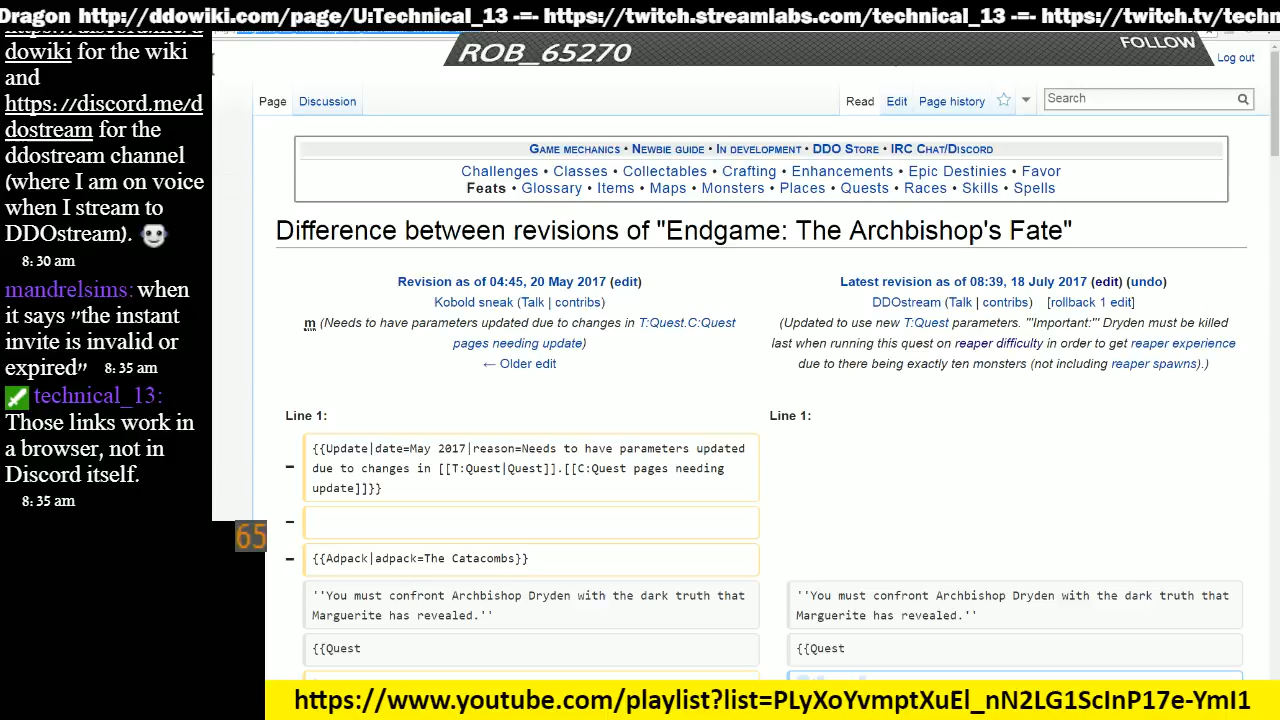 Dragon http://ddowiki.com/page/U:Technical_13 -=- https://twitch.streamlabs.com/technical_13 -=- https://twitch.tv/techn
dowiki for the wiki
and
https://discord.me/d
dostream for the
ddostream channel
(where I am on voice
when I stream to
DDOstream).
8:30 am
mandrelsims: when
it says "the instant
invite is invalid or
expired" 8:35 am
technical_13:
Those links work in
a browser, not in
Discord itself.
8:35 am
ROB_65270
FOLLOW
Log out
Page Discussion Read Edit Page history Search
Game mechanics • Newbie guide • In development • DDO Store • IRC Chat/Discord
Challenges • Classes • Collectables • Crafting • Enhancements • Epic Destinies • Favor
Feats • Glossary • Items • Maps • Monsters • Places • Quests • Races • Skills • Spells
Difference between revisions of "Endgame: The Archbishop's Fate"
Revision as of 04:45, 20 May 2017 (edit)
Kobold sneak (Talk | contribs)
m (Needs to have parameters updated due to changes in T:Quest.C:Quest
pages needing update)
← Older edit
Latest revision as of 08:39, 18 July 2017 (edit) (undo)
DDOstream (Talk | contribs) [rollback 1 edit]
(Updated to use new T:Quest parameters. '''Important:''' Dryden must be killed
last when running this quest on reaper difficulty in order to get reaper experience
due to there being exactly ten monsters (not including reaper spawns).)
Line 1:
Line 1:
{{Update|date=May 2017|reason=Needs to have parameters updated
due to changes in [[T:Quest|Quest]].[[C:Quest pages needing
update]]}}
{{Adpack|adpack=The Catacombs}}
''You must confront Archbishop Dryden with the dark truth that
Marguerite has revealed.''
''You must confront Archbishop Dryden with the dark truth that
Marguerite has revealed.''
{{Quest
{{Quest
65
https://www.youtube.com/playlist?list=PLyXoYvmptXuEl_nN2LG1ScInP17e-YmI1